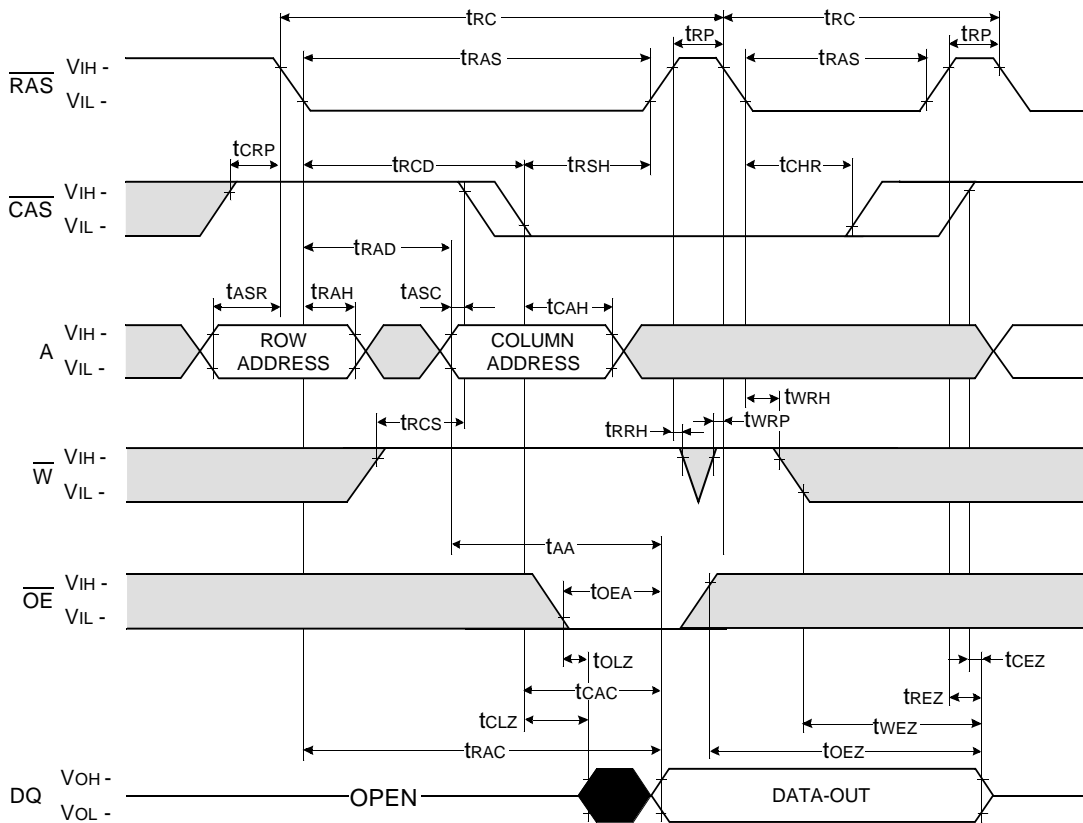 tRC tRC
tRP tRP
tRAS tRAS
RAS VIH -
VIL -
tCRP tRCD tRSH tCHR
CAS VIH -
VIL -
tRAD
tASR tRAH tASC tCAH
A VIH -
VIL -
ROW
ADDRESS
COLUMN
ADDRESS
tWRH
tRCS tRRH tWRP
W VIH -
VIL -
tAA
OE VIH -
VIL -
tOEA
tOLZ tCEZ
tCAC tREZ
tCLZ tWEZ
tRAC tOEZ
DQ VOH -
VOL -
OPEN DATA-OUT